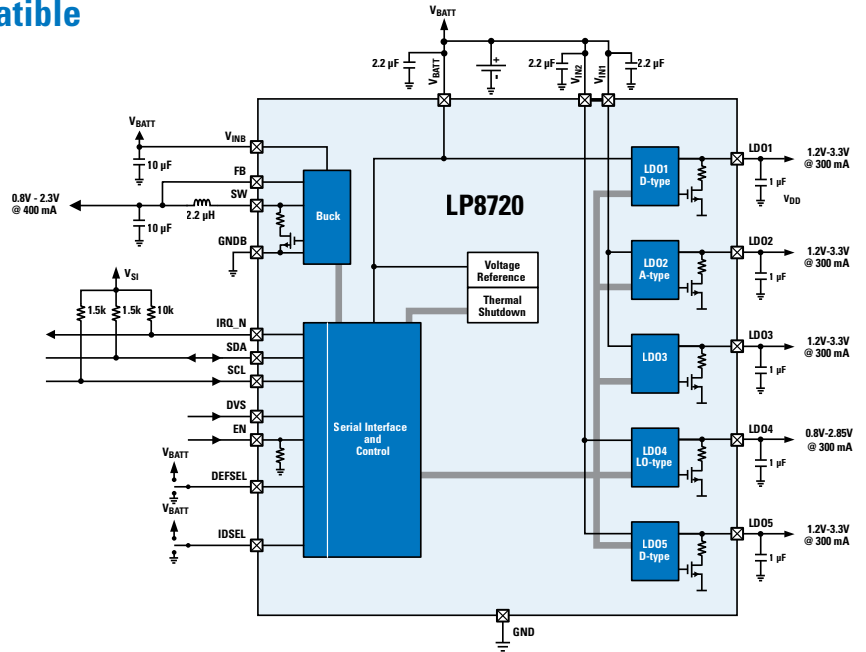 atible
VBATT
2.2 µF
VBATT
+
-
2.2 µF
VIN2
VIN1
2.2 µF
VBATT
VINB
10 µF
FB
0.8V - 2.3V
@ 400 mA
SW
2.2 µH
10 µF
GNDB
Buck
LP8720
Voltage
Reference
Thermal
Shutdown
VSI
1.5k
1.5k
10k
IRQ_N
SDA
SCL
DVS
EN
VBATT
DEFSEL
VBATT
IDSEL
Serial Interface
and
Control
LDO1
D-type
LDO1
1.2V-3.3V
@ 300 mA
1 µF
VDD
LDO2
A-type
LDO2
1.2V-3.3V
@ 300 mA
1 µF
LDO3
LDO3
1.2V-3.3V
@ 300 mA
1 µF
LDO4
LO-type
LDO4
0.8V-2.85V
@ 300 mA
1 µF
LDO5
D-type
LDO5
1.2V-3.3V
@ 300 mA
1 µF
GND